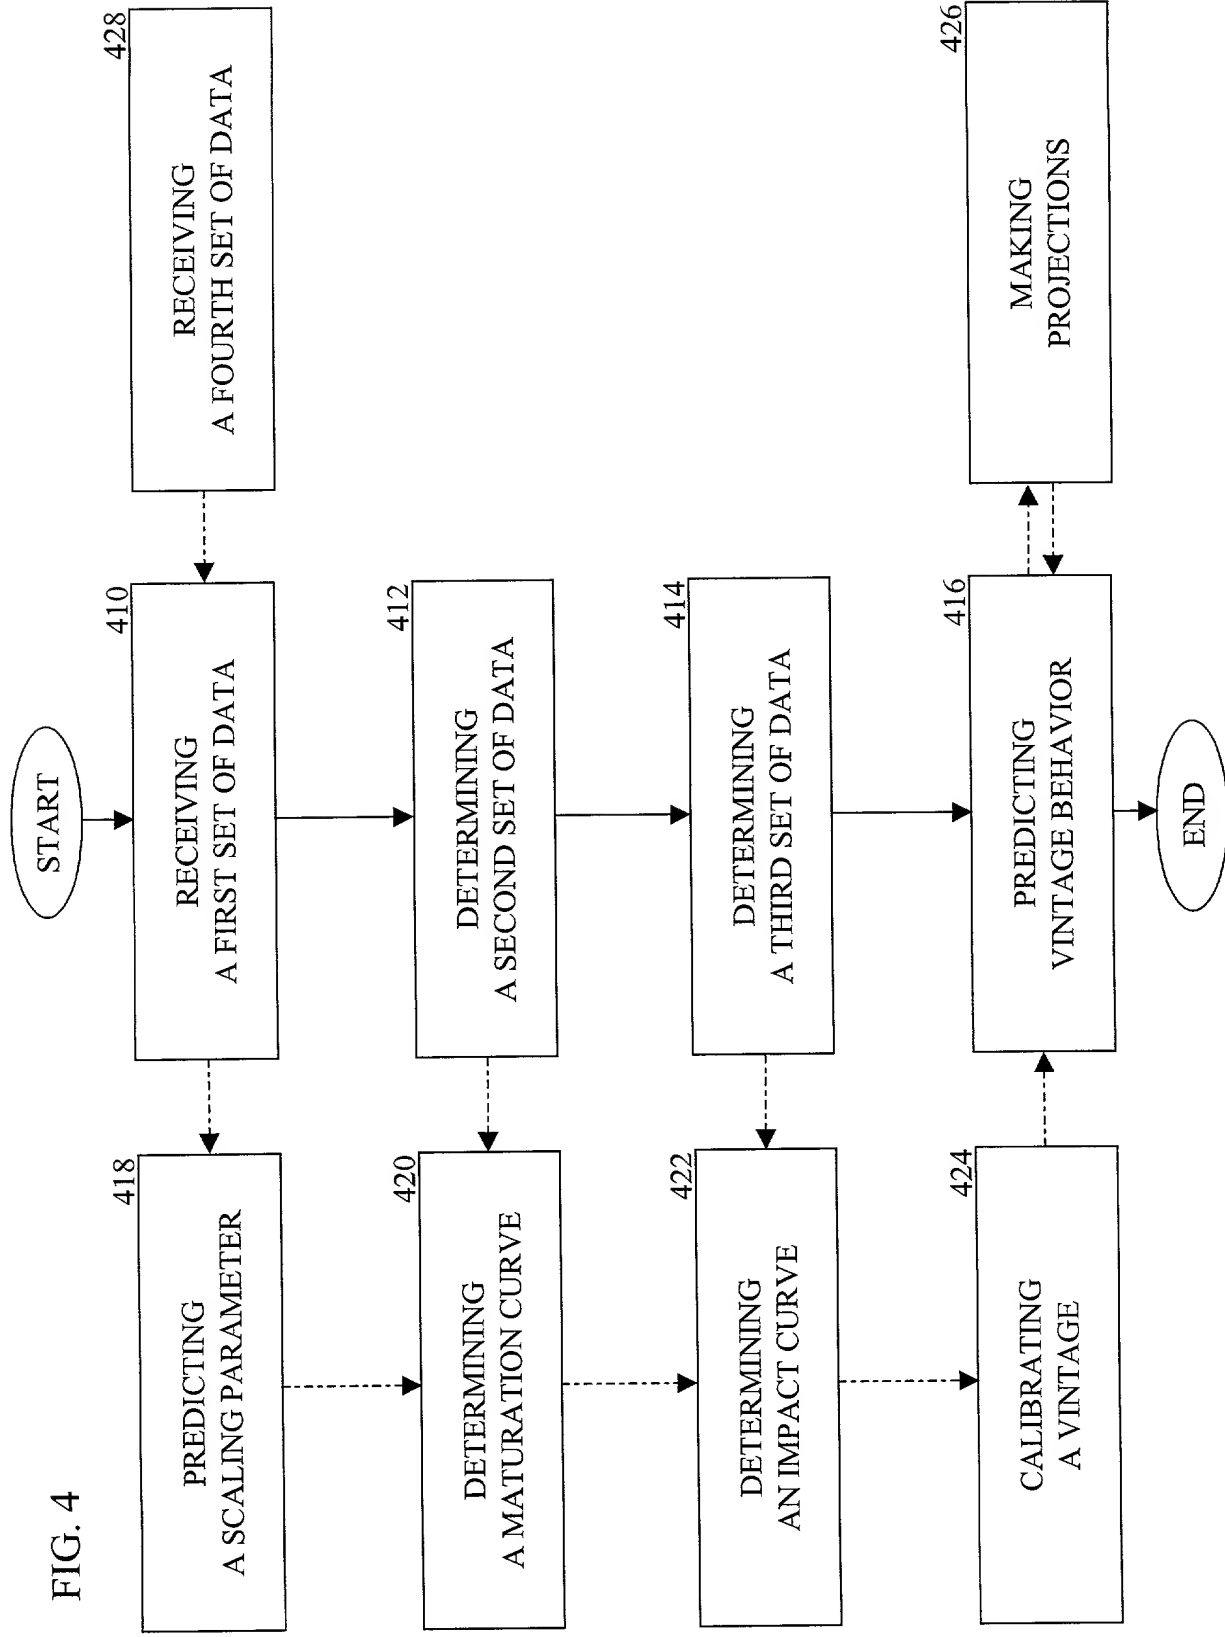 FIG. 4
START
418
PREDICTING
A SCALING PARAMETER
410
RECEIVING
A FIRST SET OF DATA
428
RECEIVING
A FOURTH SET OF DATA
420
DETERMINING
A MATURATION CURVE
412
DETERMINING
A SECOND SET OF DATA
422
DETERMINING
AN IMPACT CURVE
414
DETERMINING
A THIRD SET OF DATA
424
CALIBRATING
A VINTAGE
416
PREDICTING
VINTAGE BEHAVIOR
426
MAKING
PROJECTIONS
END